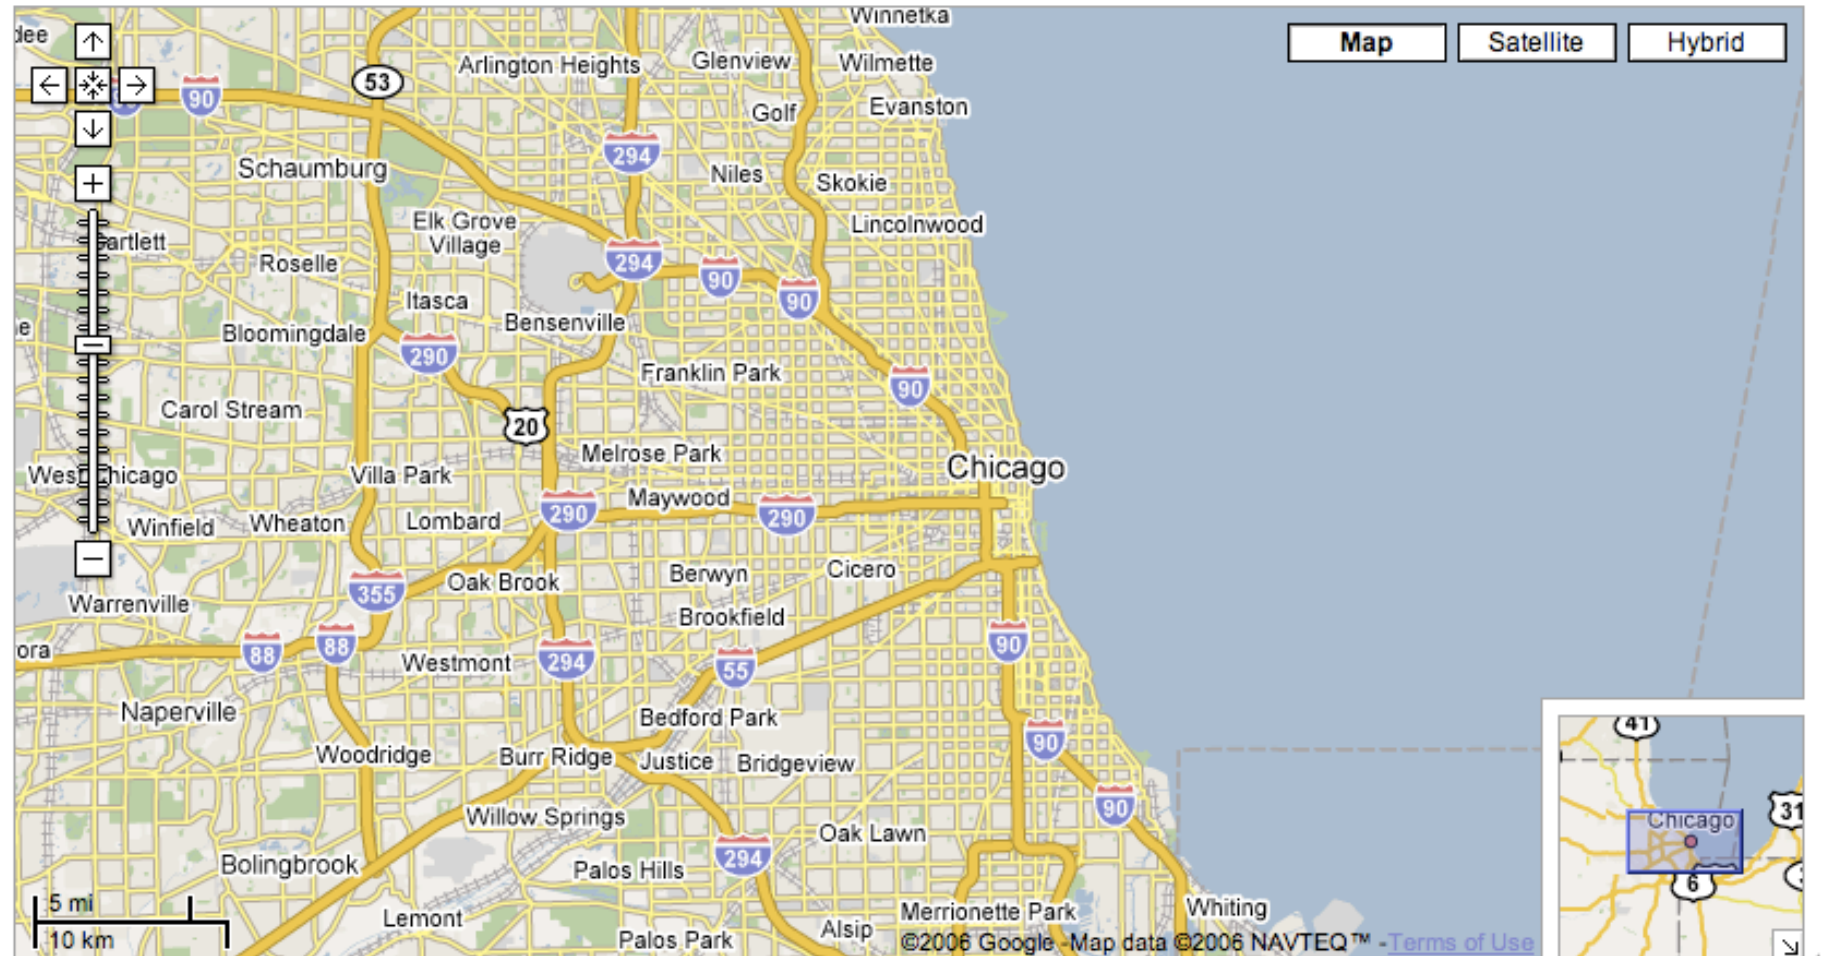 Winnetka
Map
Satellite
Hybrid
dee
53
Arlington Heights
Glenview
Wilmette
90
Golf
Evanston
294
Schaumburg
Niles
Skokie
Elk Grove
Village
Lincolnwood
artlett
Roselle
294
90
90
Itasca
Bensenville
Bloomingdale
290
Franklin Park
90
Carol Stream
20
Melrose Park
Chicago
West Chicago
Villa Park
Maywood
290
290
Winfield
Wheaton
Lombard
Oak Brook
Berwyn
Cicero
355
Warrenville
Brookfield
ora
88
88
Westmont
294
55
90
Naperville
Bedford Park
41
Woodridge
Burr Ridge
Justice
Bridgeview
90
90
31
Willow Springs
Oak Lawn
Chicago
Bolingbrook
Palos Hills
294
6
5 mi
10 km
Lemont
Palos Park
Alsip
Merrionette Park
Whiting
©2006 Google -Map data ©2006 NAVTEQ™ -Terms of Use